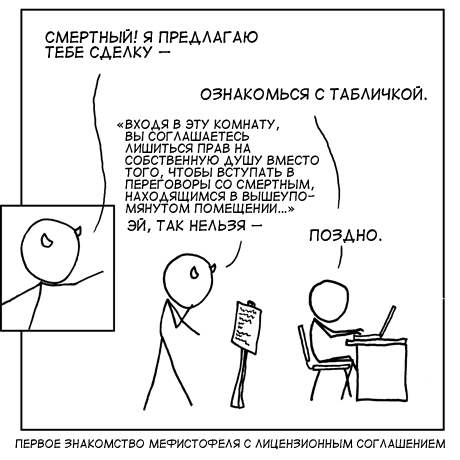 СМЕРТНЫЙ! Я ПРЕДЛАГАЮ
ТЕБЕ СДЕЛКУ –
ОЗНАКОМЬСЯ С ТАБЛИЧКОЙ.
«ВХОДЯ В ЭТУ КОМНАТУ,
ВЫ СОГЛАШАЕТЕСЬ
ЛИШИТЬСЯ ПРАВ НА
СОБСТВЕННУЮ ДУШУ ВМЕСТО
ТОГО, ЧТОБЫ ВСТУПАТЬ В
ПЕРЕГОВОРЫ СО СМЕРТНЫМ,
НАХОДЯЩИМСЯ В ВЫШЕУПО-
МЯНУТОМ ПОМЕЩЕНИИ...»
ЭЙ, ТАК НЕЛЬЗЯ –
ПОЗДНО.
ПЕРВОЕ ЗНАКОМСТВО МЕФИСТОФЕЛЯ С ЛИЦЕНЗИОННЫМ СОГЛАШЕНИЕМ